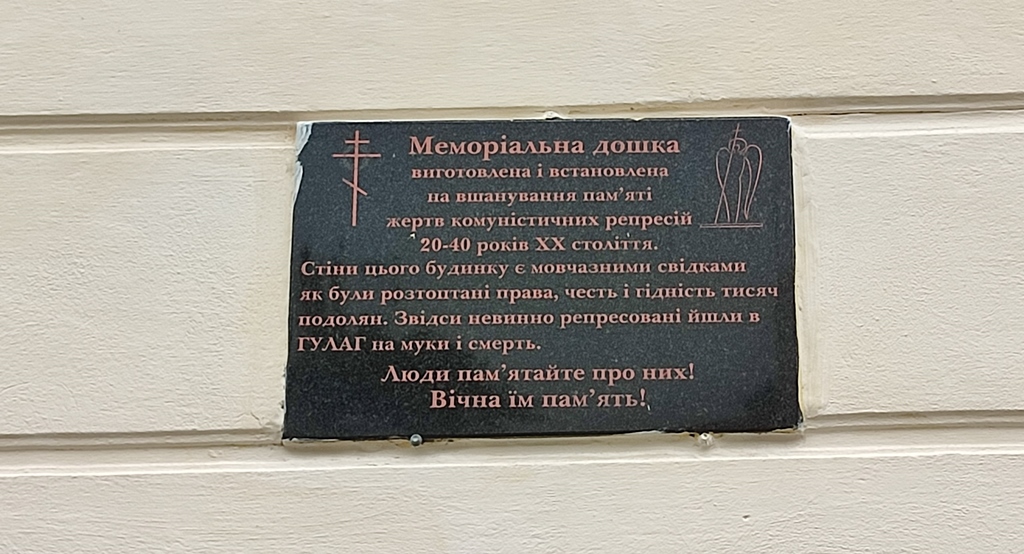 Меморіальна дошка
виготовлена і встановлена
на вшанування пам'яті
жертв комуністичних репресій
20-40 років ХХ століття.
Стіни цього будинку є мовчазними свідками
як були розтоптані права, честь і гідність тисяч
подолян. Звідси невинно репресовані йшли в
ГУЛАГ на муки і смерть.
Люди пам'ятайте про них!
Вічна їм пам'ять!